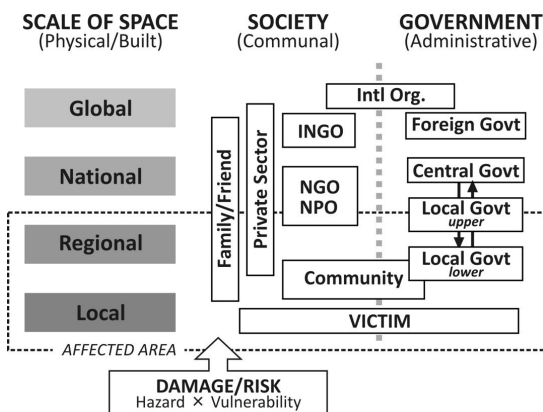 SCALE OF SPACE
(Physical/Built)
SOCIETY
(Communal)
GOVERNMENT
(Administrative)
Global
National
Regional
Local
Family/Friend
Private Sector
Intl Org.
INGO
NGO
NPO
Community
Foreign Govt
Central Govt
Local Govt
upper
Local Govt
lower
VICTIM
AFFECTED AREA
DAMAGE/RISK
Hazard × Vulnerability